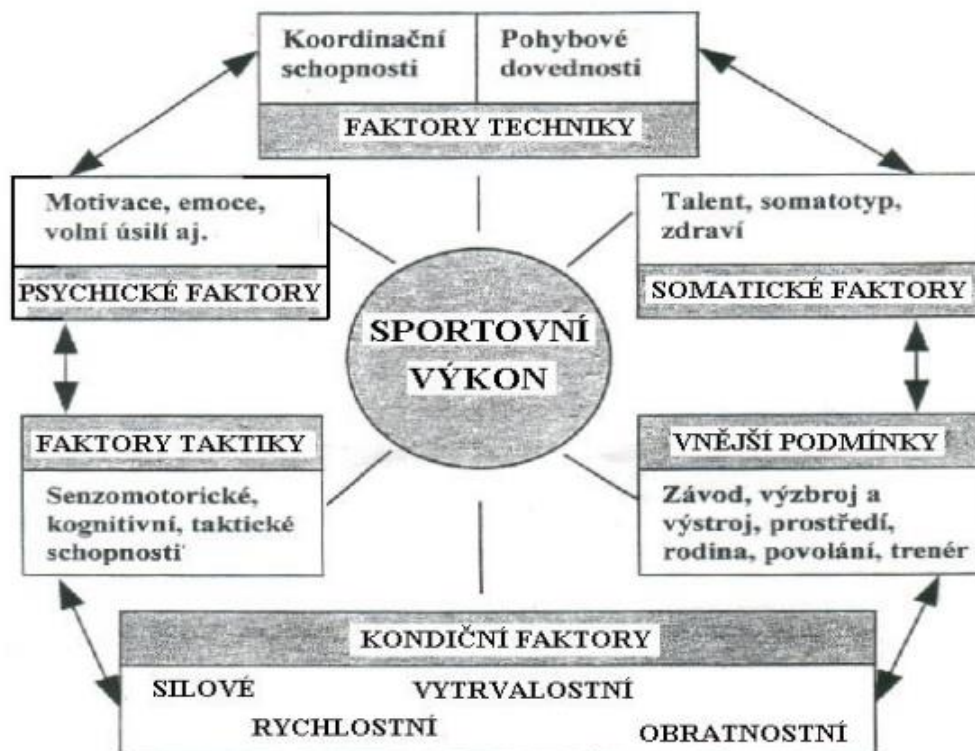 Koordinační
schopnosti
Pohybové
dovednosti
FAKTORY TECHNIKY
Motivace, emoce,
volní úsilí aj.
PSYCHICKÉ FAKTORY
Talent, somatotyp,
zdraví
SOMATICKÉ FAKTORY
SPORTOVNÍ
VÝKON
FAKTORY TAKTIKY
Senzomotorické,
kognitivní, taktické
schopnosti
VNĚJŠÍ PODMÍNKY
Závod, výzbroj a
výstroj, prostředí,
rodina, povolání, trenér
KONDIČNÍ FAKTORY
SILOVÉ VYTRVALOSTNÍ
RYCHLOSTNÍ OBRATNOSTNÍ